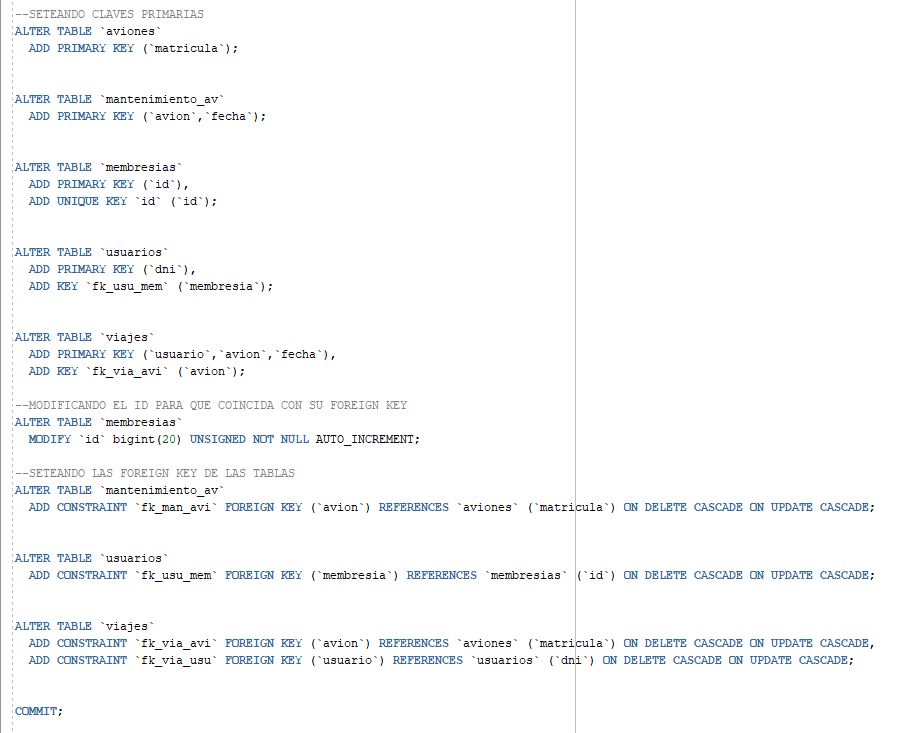 --SETEANDO CLAVES PRIMARIAS
ALTER TABLE `aviones`
  ADD PRIMARY KEY (`matricula`);
ALTER TABLE `mantenimiento_av`
  ADD PRIMARY KEY (`avion`,`fecha`);
ALTER TABLE `membresias`
  ADD PRIMARY KEY (`id`),
  ADD UNIQUE KEY `id` (`id`);
ALTER TABLE `usuarios`
  ADD PRIMARY KEY (`dni`),
  ADD KEY `fk_usu_mem` (`membresia`);
ALTER TABLE `viajes`
  ADD PRIMARY KEY (`usuario`,`avion`,`fecha`),
  ADD KEY `fk_via_avi` (`avion`);
--MODIFICANDO EL ID PARA QUE COINCIDA CON SU FOREIGN KEY
ALTER TABLE `membresias`
  MODIFY `id` bigint(20) UNSIGNED NOT NULL AUTO_INCREMENT;
--SETEANDO LAS FOREIGN KEY DE LAS TABLAS
ALTER TABLE `mantenimiento_av`
  ADD CONSTRAINT `fk_man_avi` FOREIGN KEY (`avion`) REFERENCES `aviones` (`matricula`) ON DELETE CASCADE ON UPDATE CASCADE;
ALTER TABLE `usuarios`
  ADD CONSTRAINT `fk_usu_mem` FOREIGN KEY (`membresia`) REFERENCES `membresias` (`id`) ON DELETE CASCADE ON UPDATE CASCADE;
ALTER TABLE `viajes`
  ADD CONSTRAINT `fk_via_avi` FOREIGN KEY (`avion`) REFERENCES `aviones` (`matricula`) ON DELETE CASCADE ON UPDATE CASCADE,
  ADD CONSTRAINT `fk_via_usu` FOREIGN KEY (`usuario`) REFERENCES `usuarios` (`dni`) ON DELETE CASCADE ON UPDATE CASCADE;
COMMIT;